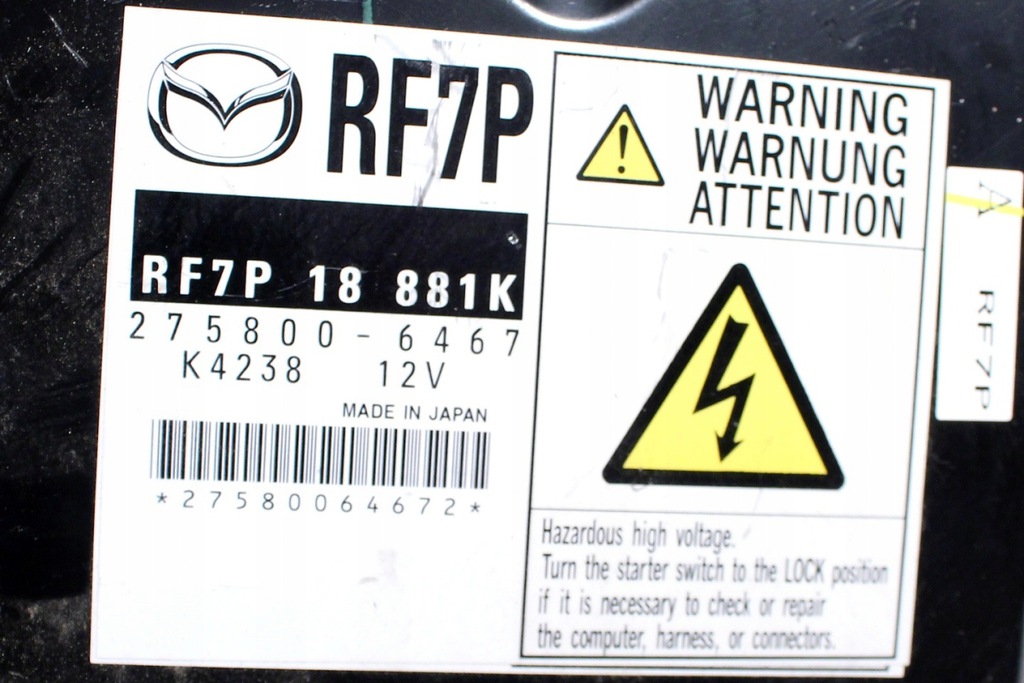 RF7P
RF7P 18 881K
275800-6467
K4238 12V
MADE IN JAPAN
*27580064672*
WARNING
WARNUNG
ATTENTION
Hazardous high voltage.
Turn the starter switch to the LOCK position
if it is necessary to check or repair
the computer, harness, or connectors.
A RF7P